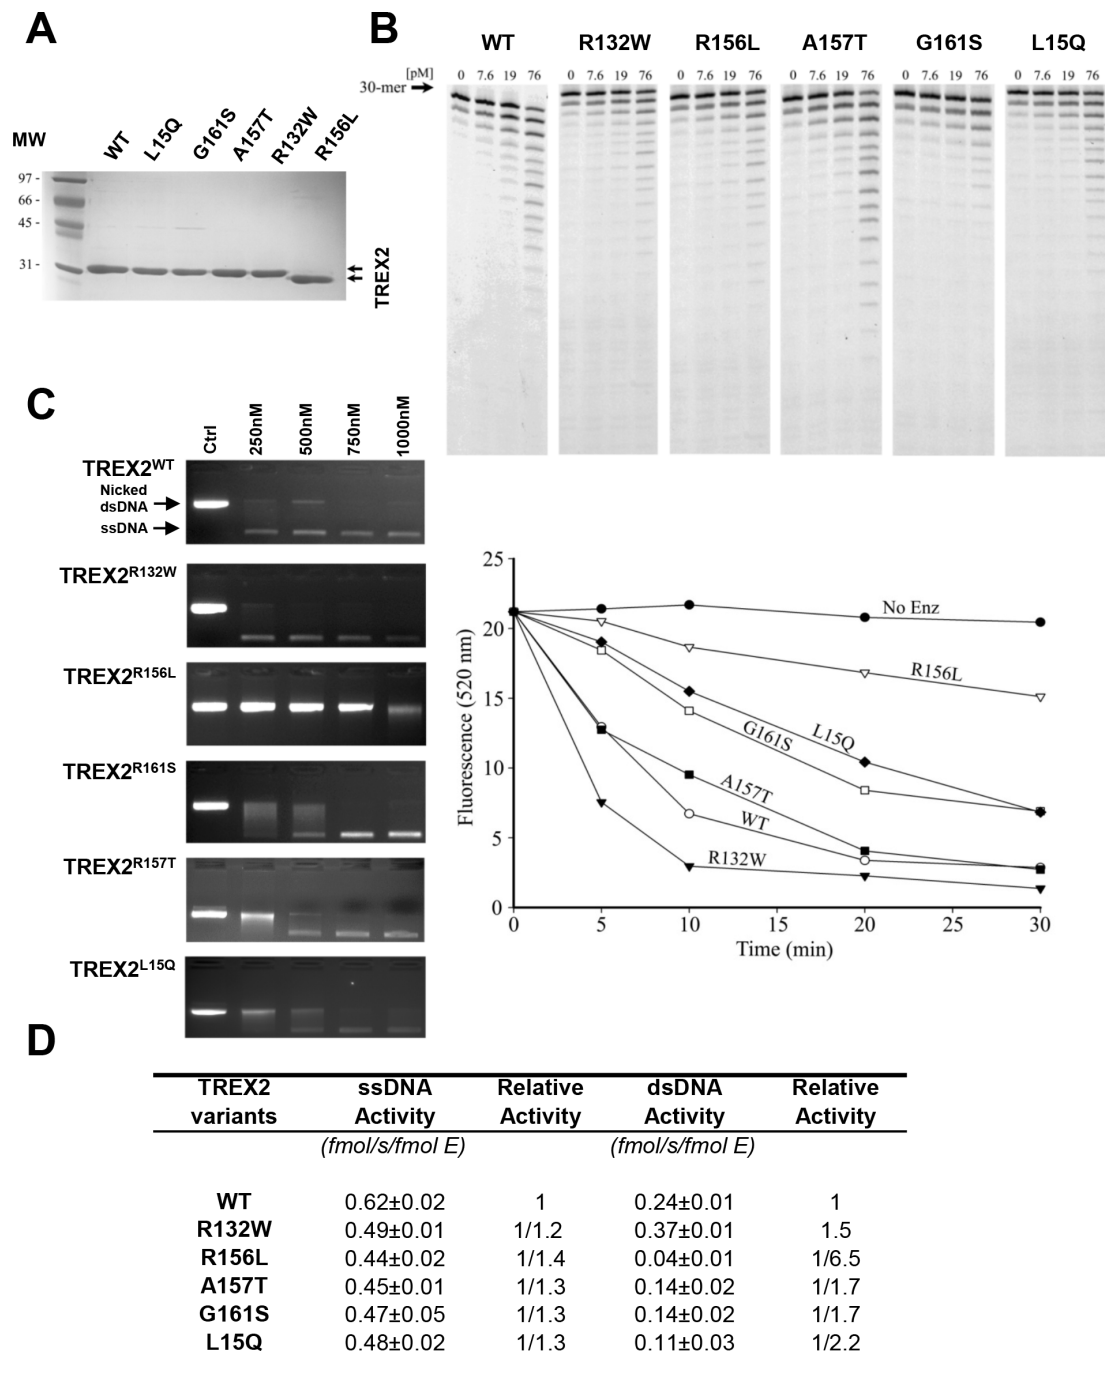 A
MW
WT
L15Q
G161S
A157T
R132W
R156L
97 -
66 -
45 -
31 -
TREX2
B
WT R132W R156L A157T G161S L15Q
[pM]
0 7.6 19 76 0 7.6 19 76 0 7.6 19 76 0 7.6 19 76 0 7.6 19 76 0 7.6 19 76
30-mer
C
Ctrl
250nM
500nM
750nM
1000nM
TREX2WT
Nicked
dsDNA
ssDNA
TREX2R132W
TREX2R156L
TREX2R161S
TREX2R157T
TREX2L15Q
25
20
15
10
5
0
Fluorescence (520 nm)
No Enz
R156L
L15Q
G161S
A157T
WT
R132W
0 5 10 15 20 25 30
Time (min)
D
TREX2 ssDNA Relative dsDNA Relative
variants Activity Activity Activity Activity
(fmol/s/fmol E) (fmol/s/fmol E)
WT 0.62±0.02 1 0.24±0.01 1
R132W 0.49±0.01 1/1.2 0.37±0.01 1.5
R156L 0.44±0.02 1/1.4 0.04±0.01 1/6.5
A157T 0.45±0.01 1/1.3 0.14±0.02 1/1.7
G161S 0.47±0.05 1/1.3 0.14±0.02 1/1.7
L15Q 0.48±0.02 1/1.3 0.11±0.03 1/2.2